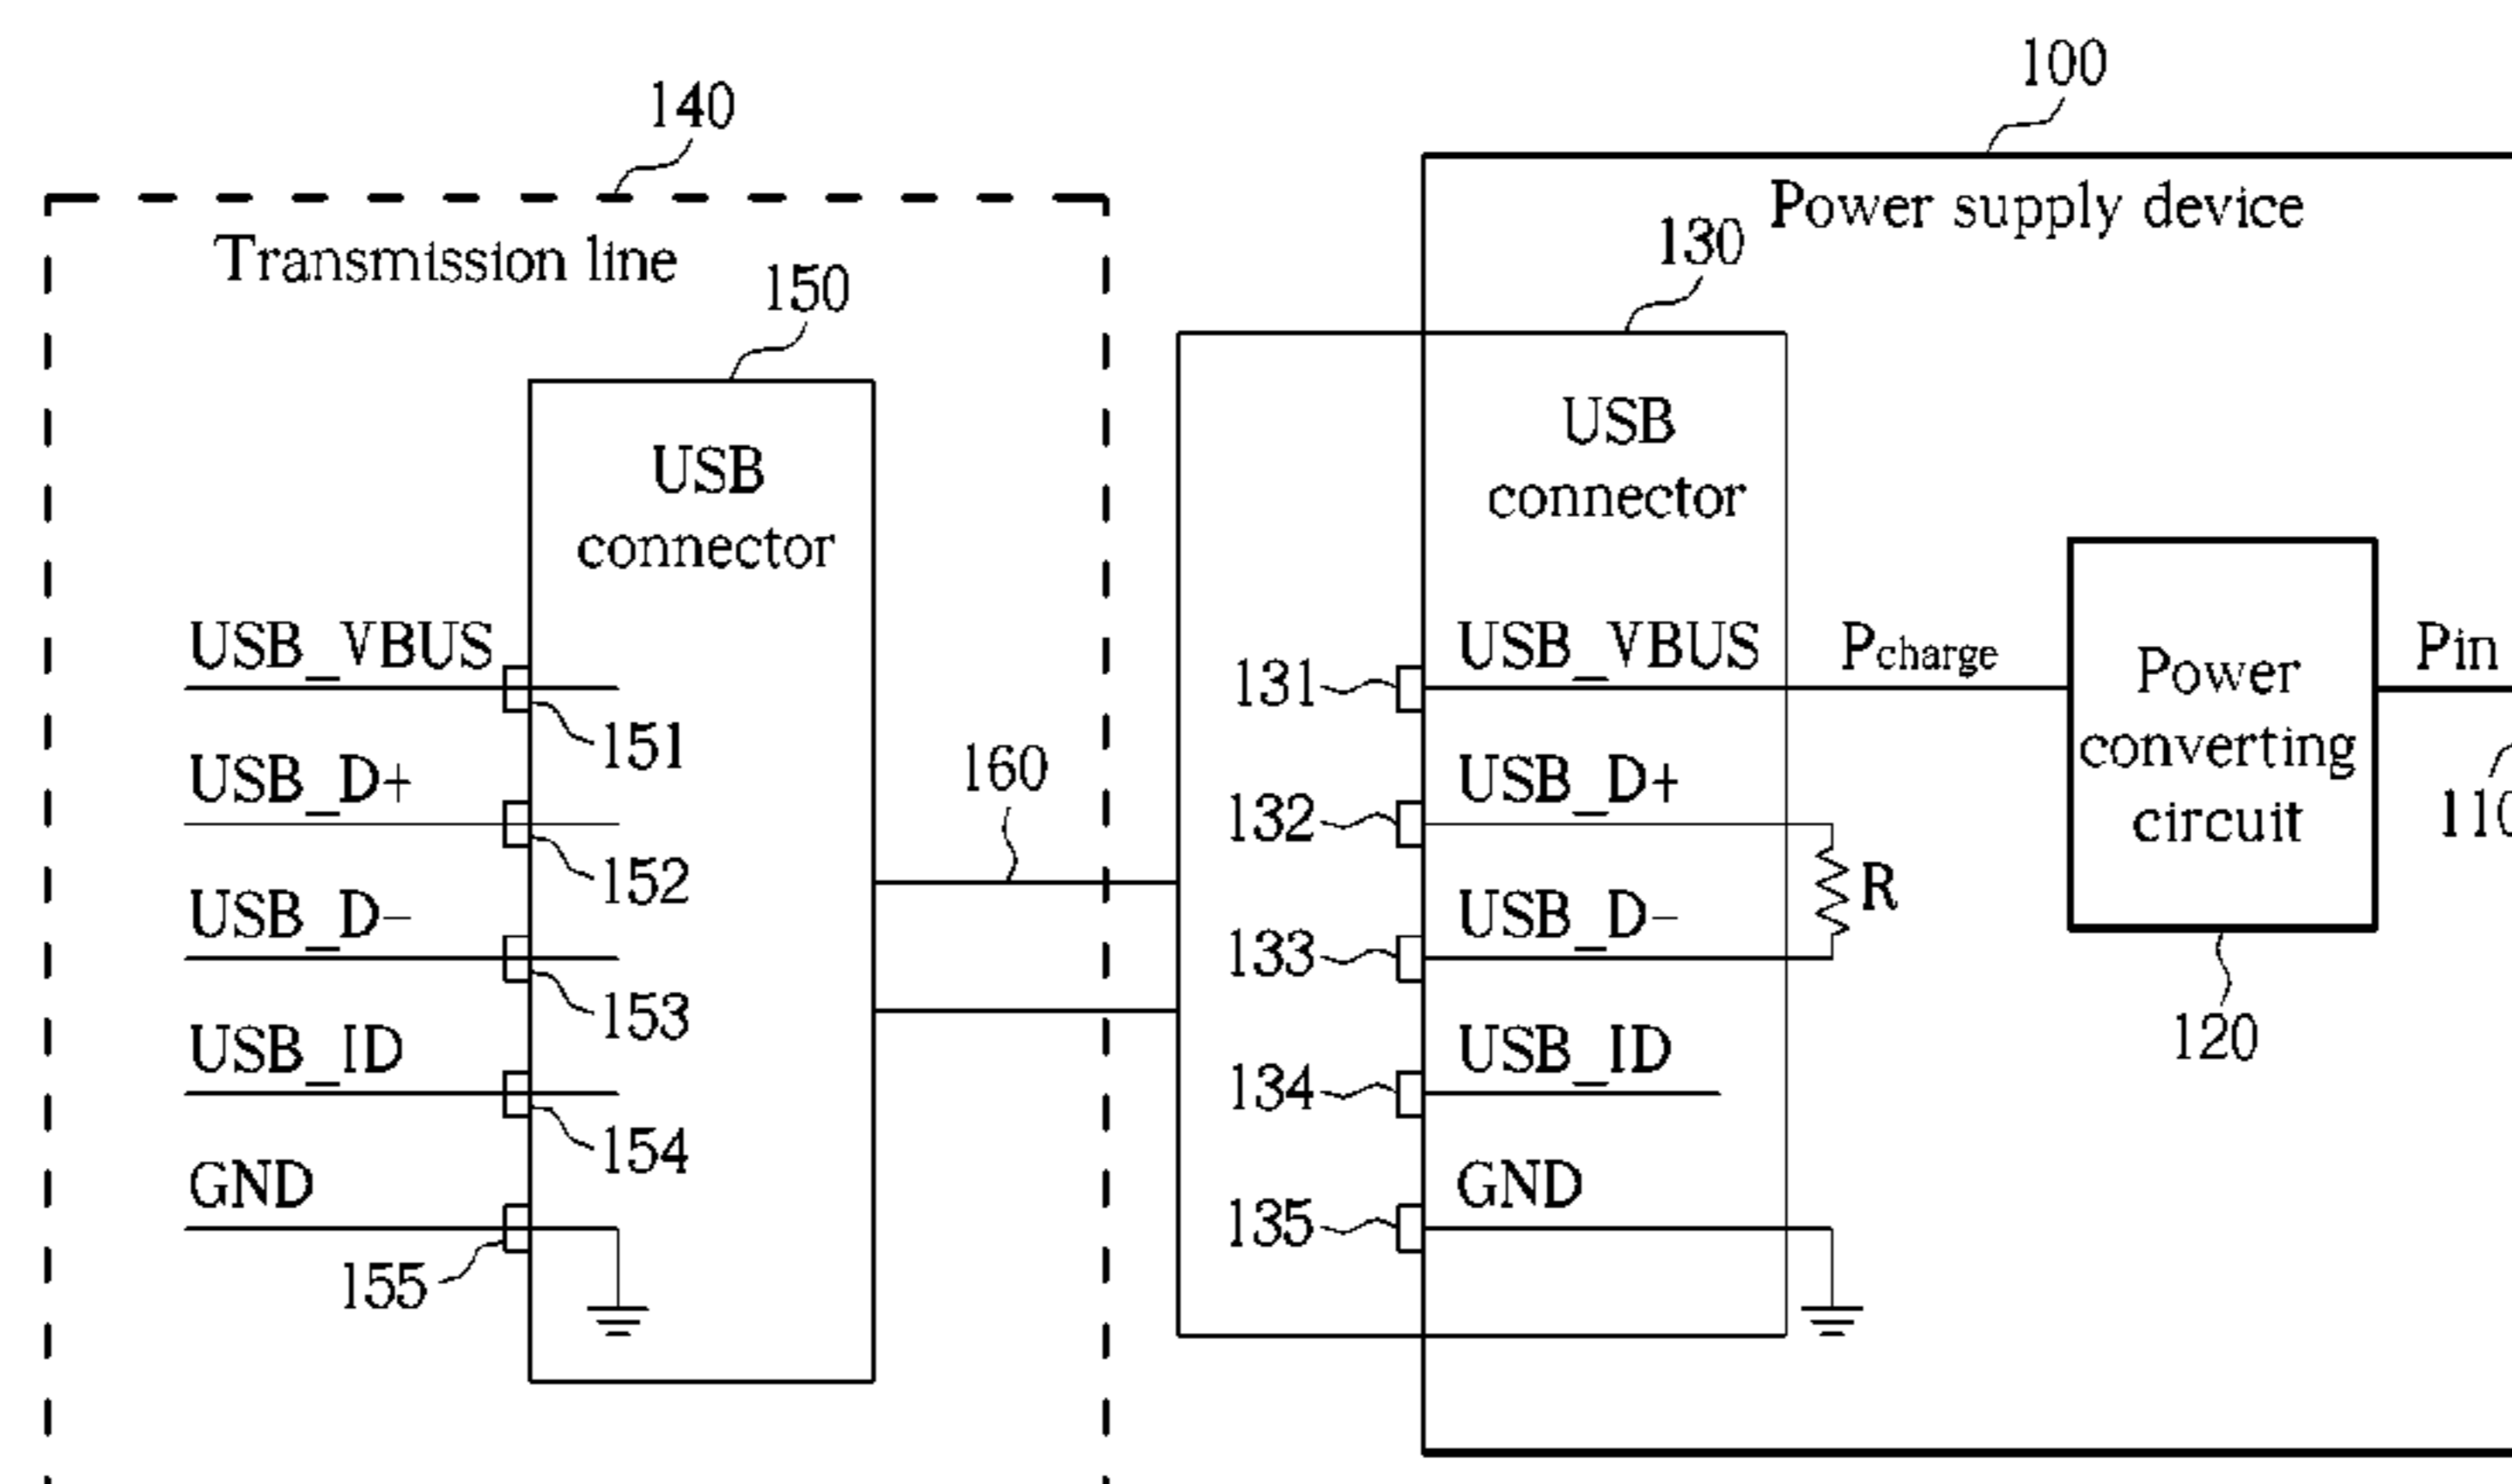 100
140
Power supply device
130
Transmission line
150
USB
connector
USB
connector
USB_VBUS
151
USB_D+
152
USB_D-
153
USB_ID
154
GND
155
160
131
USB_VBUS
Pcharge
132
USB_D+
R
133
USB_D-
134
USB_ID
135
GND
Power
converting
circuit
120
Pin